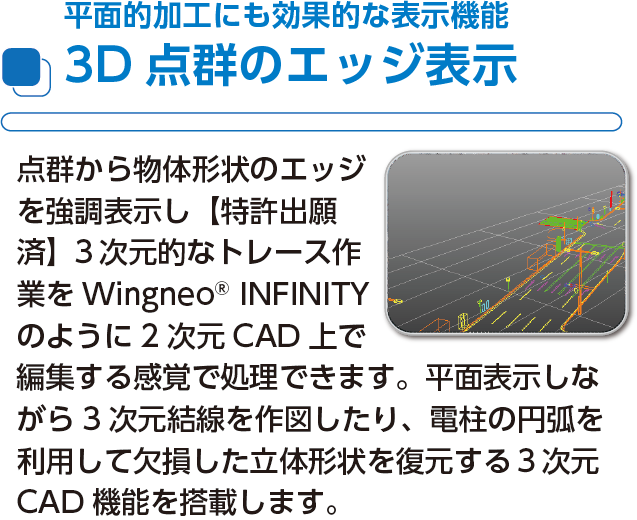 平面的加工にも効果的な表示機能
3D 点群のエッジ表示
点群から物体形状のエッジ
を強調表示し【特許出願
済】3 次元的なトレース作
業を Wingneo® INFINITY
のように 2 次元 CAD 上で
編集する感覚で処理できます。平面表示しな
がら 3 次元結線を作図したり、電柱の円弧を
利用して欠損した立体形状を復元する 3 次元
CAD 機能を搭載します。